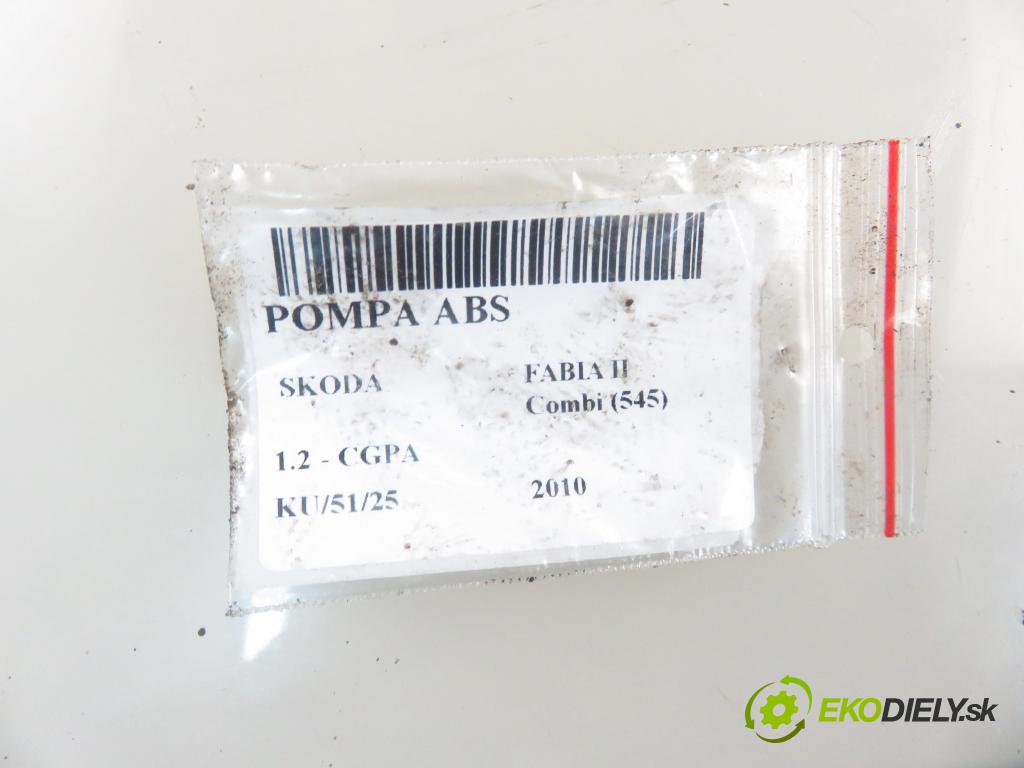 POMPA ABS
SKODA
FABIA II
Combi (545)
1.2 - CGPA
KU/51/25
2010
EKODIELY.sk